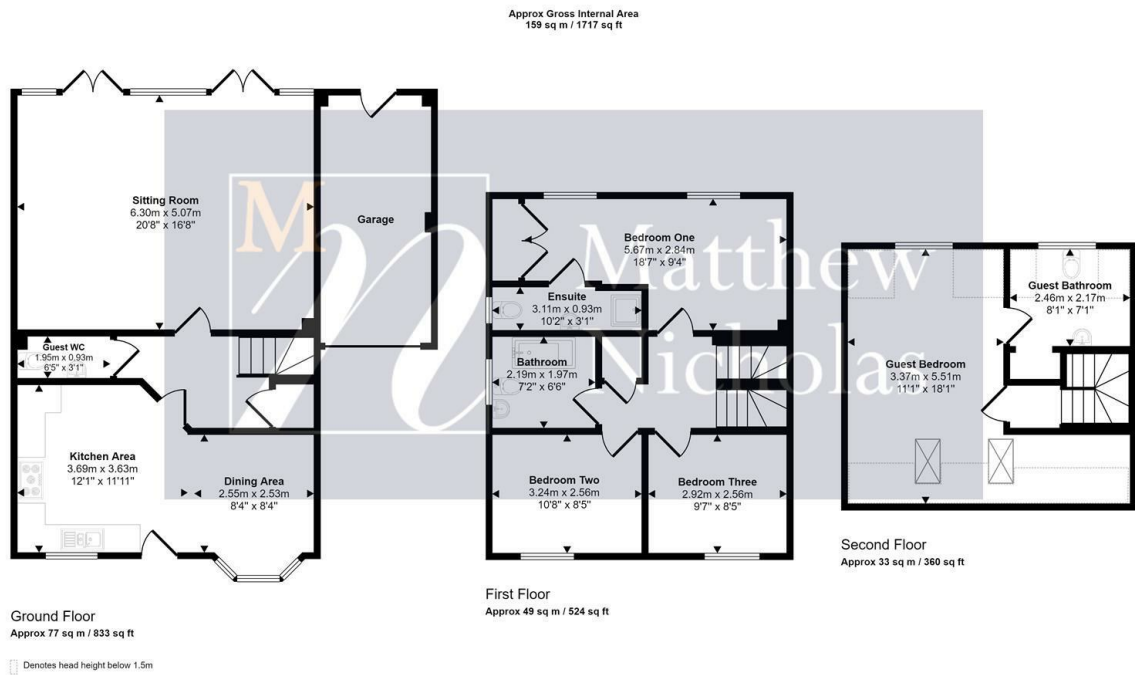 Approx Gross Internal Area
159 sq m / 1717 sq ft
Sitting Room
6.30m x 5.07m
20'8" x 16'8"
Garage
Guest WC
1.95m x 0.93m
6'5" x 3'1"
Kitchen Area
3.69m x 3.63m
12'1" x 11'11"
Dining Area
2.55m x 2.53m
8'4" x 8'4"
Ground Floor
Approx 77 sq m / 833 sq ft
Denotes head height below 1.5m
Bedroom One
5.67m x 2.84m
18'7" x 9'4"
Ensuite
3.11m x 0.93m
10'2" x 3'1"
Bathroom
2.19m x 1.97m
7'2" x 6'6"
Bedroom Two
3.24m x 2.56m
10'8" x 8'5"
Bedroom Three
2.92m x 2.56m
9'7" x 8'5"
First Floor
Approx 49 sq m / 524 sq ft
Guest Bathroom
2.46m x 2.17m
8'1" x 7'1"
Guest Bedroom
3.37m x 5.51m
11'1" x 18'1"
Second Floor
Approx 33 sq m / 360 sq ft
M
m
Matthew
Nicholas